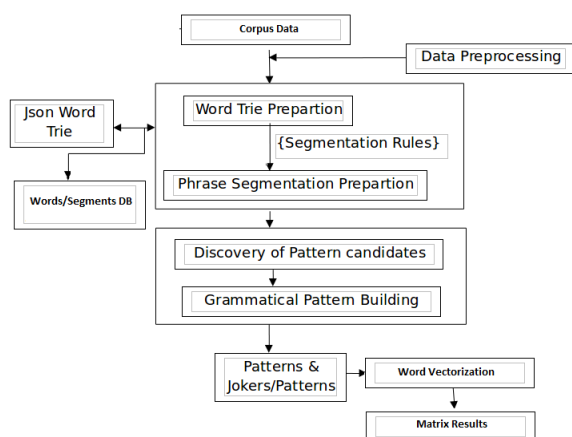 Corpus Data
Data Preprocessing
Json Word
Trie
Word Trie Prepartion
{Segmentation Rules}
Phrase Segmentation Prepartion
Words/Segments DB
Discovery of Pattern candidates
Grammatical Pattern Building
Patterns &
Jokers/Patterns
Word Vectorization
Matrix Results